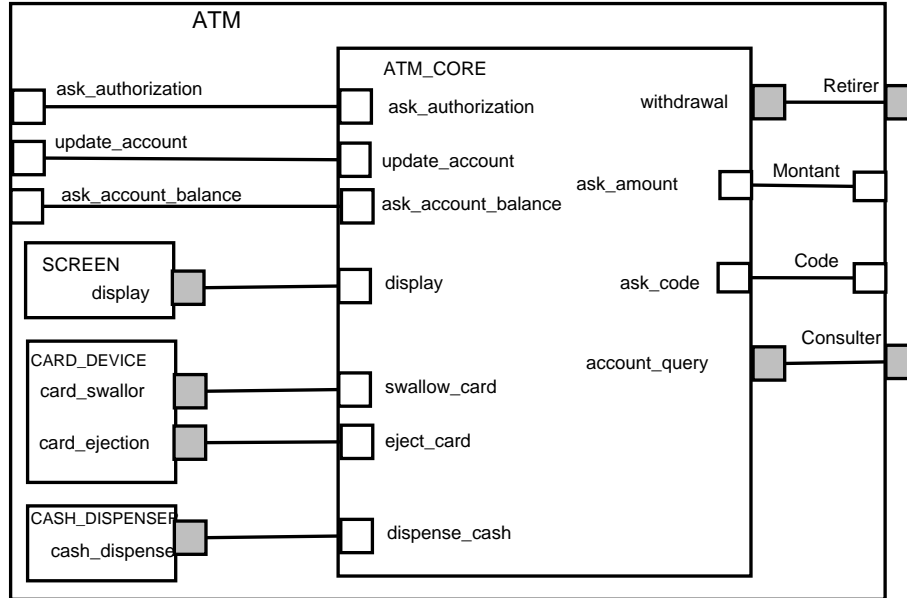 ATM
ask_authorization
update_account
ask_account_balance
ATM_CORE
ask_authorization
update_account
ask_account_balance
display
swallow_card
eject_card
dispense_cash
withdrawal
ask_amount
ask_code
account_query
Retirer
Montant
Code
Consulter
SCREEN
display
CARD_DEVICE
card_swallor
card_ejection
CASH_DISPENSER
cash_dispense